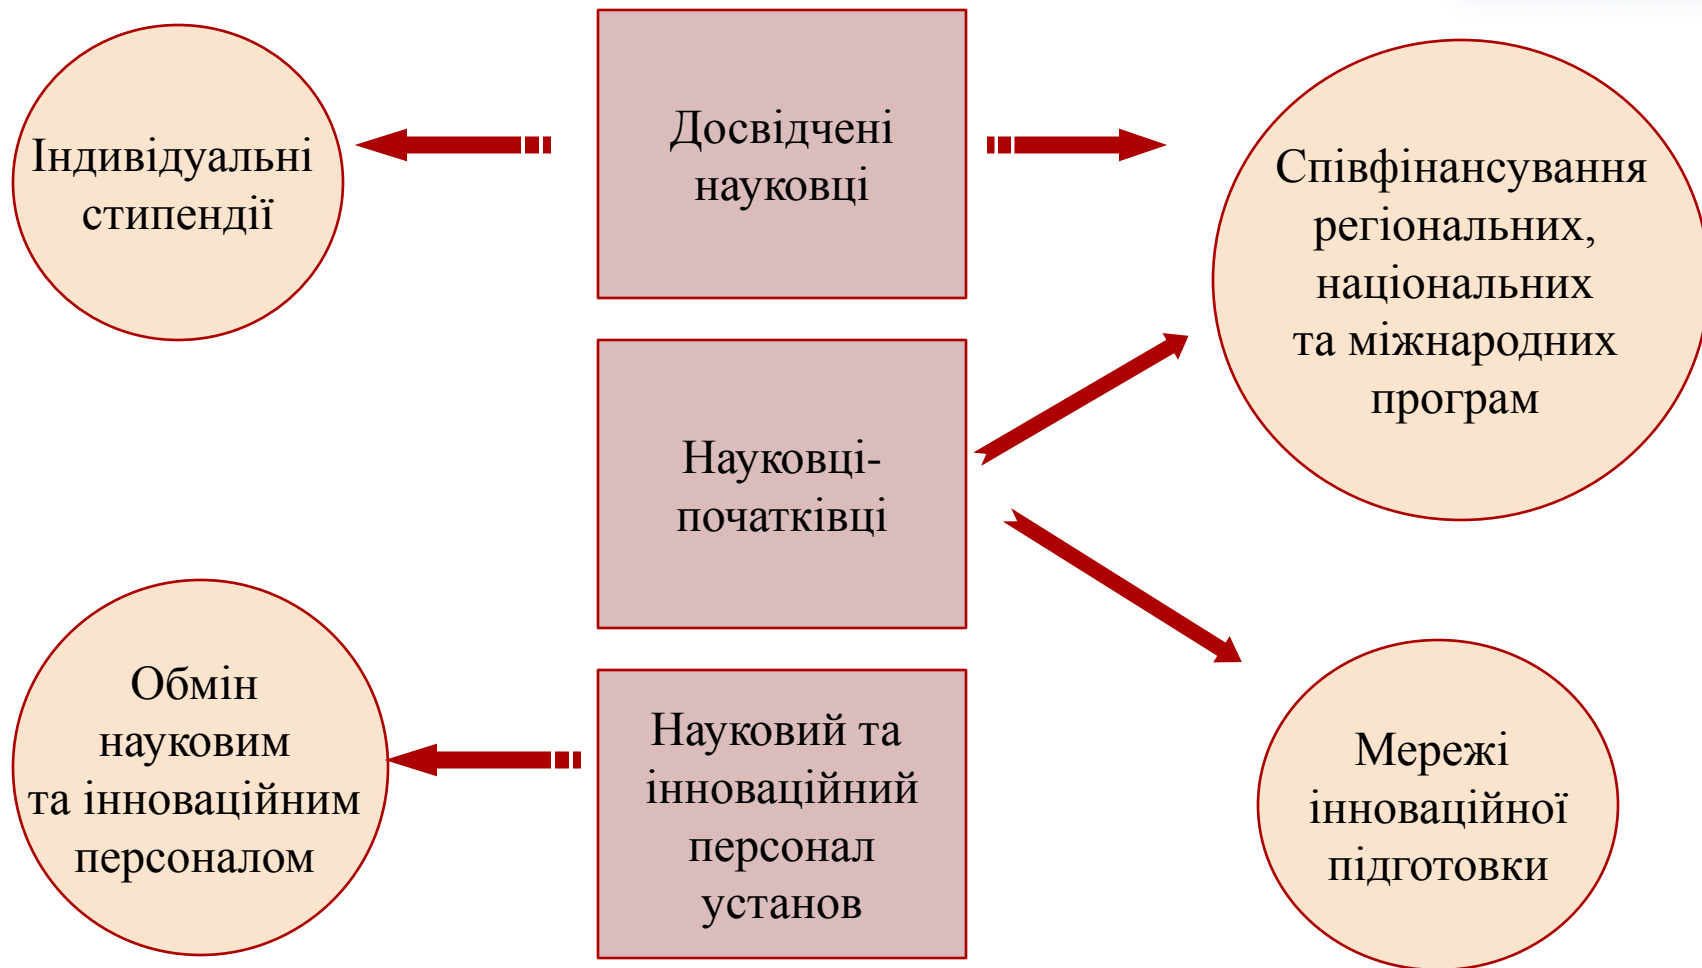 Індивідуальні
стипендії
Досвідчені
науковці
Співфінансування
регіональних,
національних
та міжнародних
програм
Науковці-
початківці
Обмін
науковим
та інноваційним
персоналом
Науковий та
інноваційний
персонал
установ
Мережі
інноваційної
підготовки